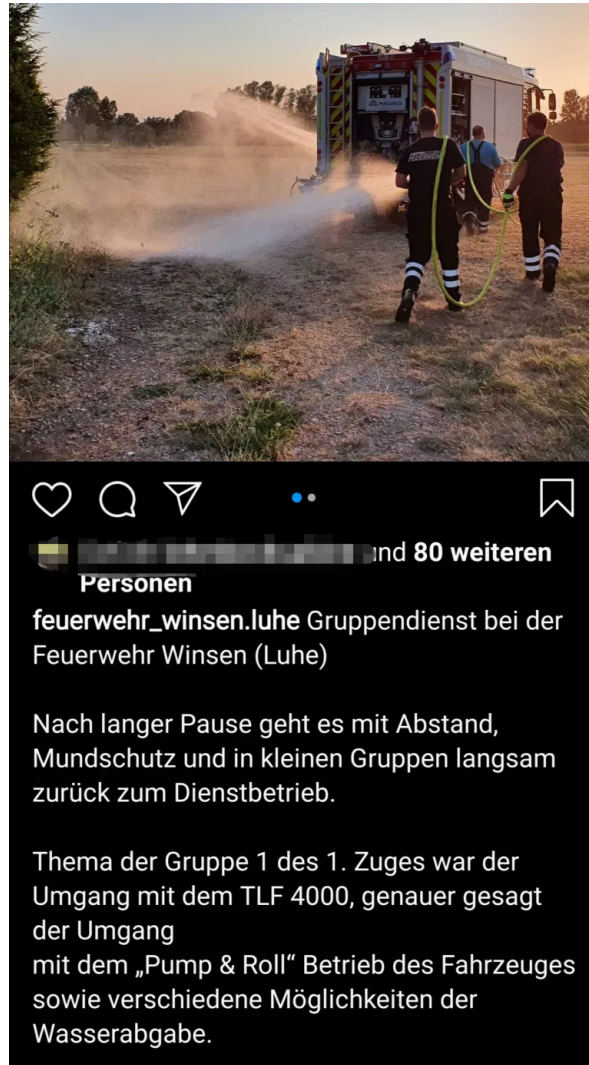 FEUERWEHR
MAGIRUS
FEUERWEHR
und 80 weiteren
Personen
feuerwehr_winsen.luhe Gruppendienst bei der
Feuerwehr Winsen (Luhe)
Nach langer Pause geht es mit Abstand,
Mundschutz und in kleinen Gruppen langsam
zurück zum Dienstbetrieb.
Thema der Gruppe 1 des 1. Zuges war der
Umgang mit dem TLF 4000, genauer gesagt
der Umgang
mit dem „Pump & Roll“ Betrieb des Fahrzeuges
sowie verschiedene Möglichkeiten der
Wasserabgabe.